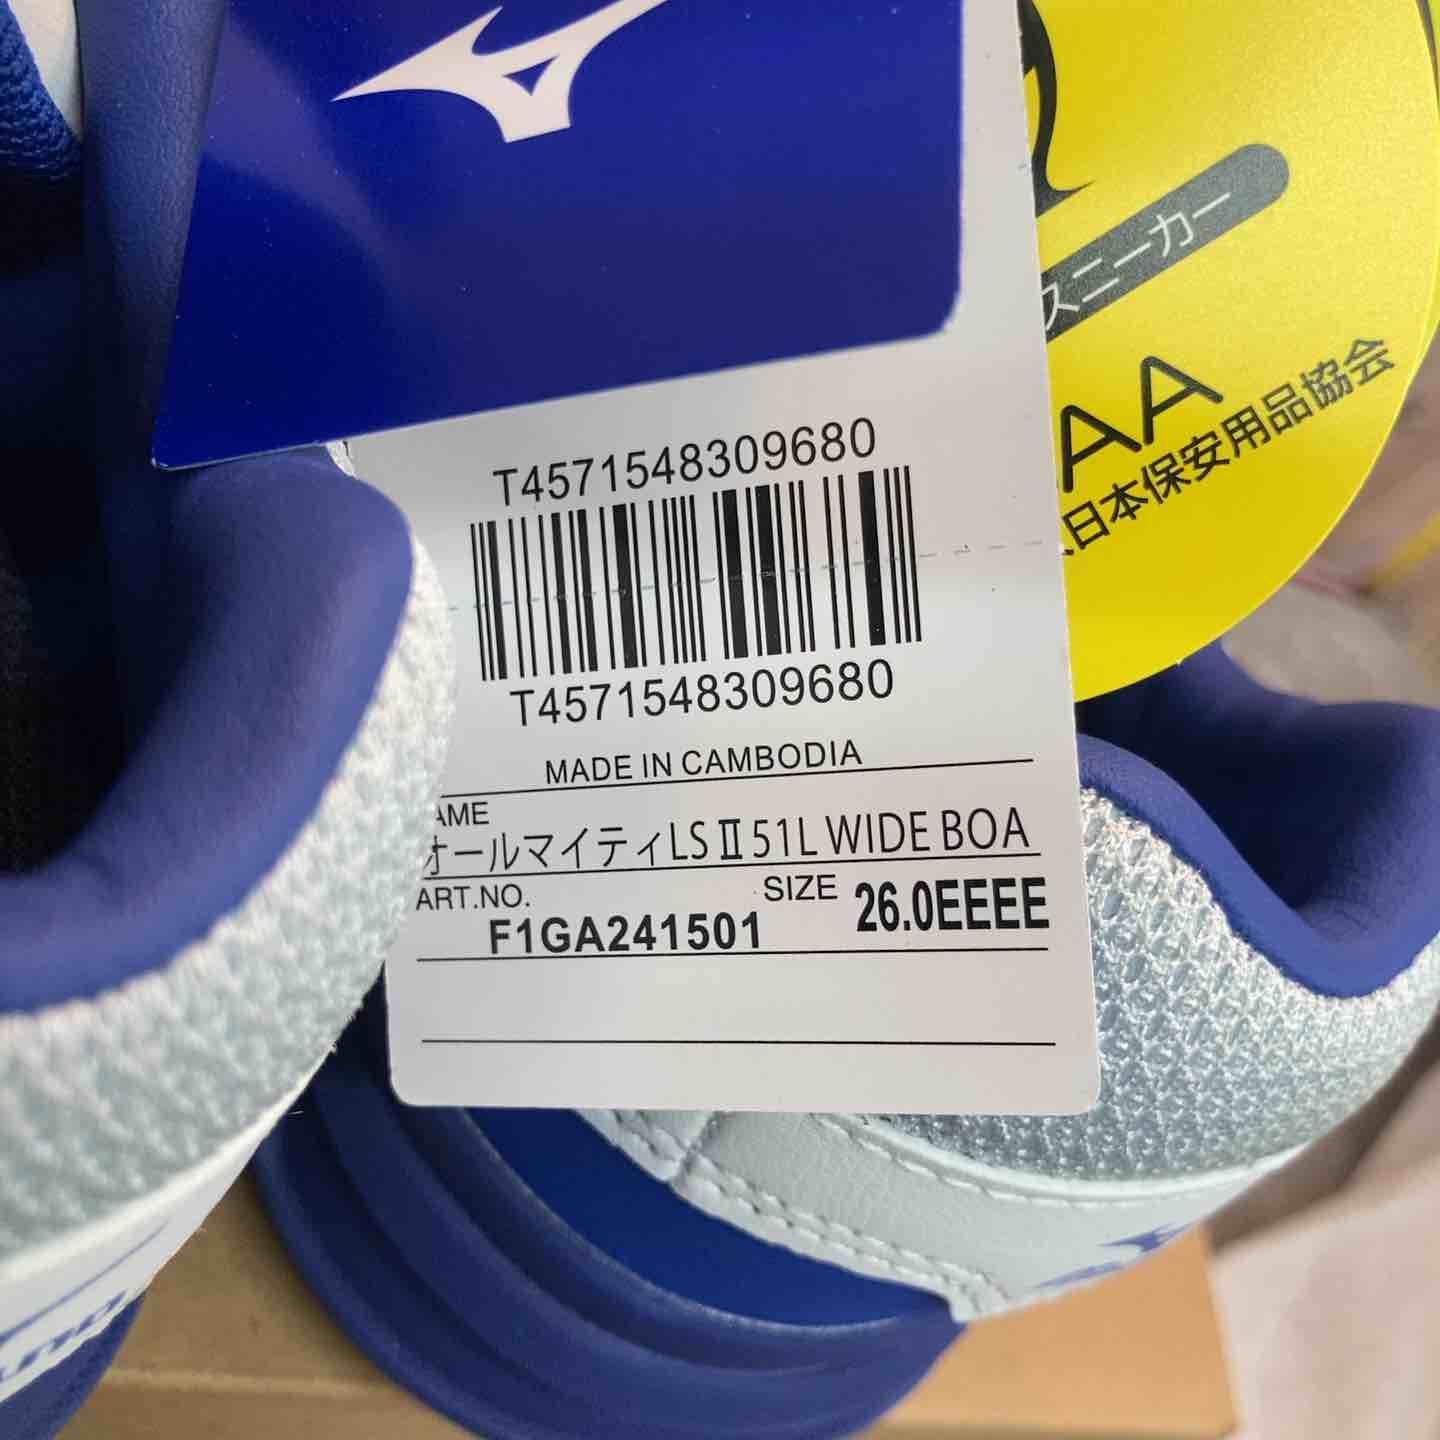 スニーカー
AA
日本保安用品協会
T4571548309680
T4571548309680
MADE IN CAMBODIA
AME
オールマイティLSⅡ51L WIDE BOA
ART.NO. F1GA241501 SIZE 26.0EEEE